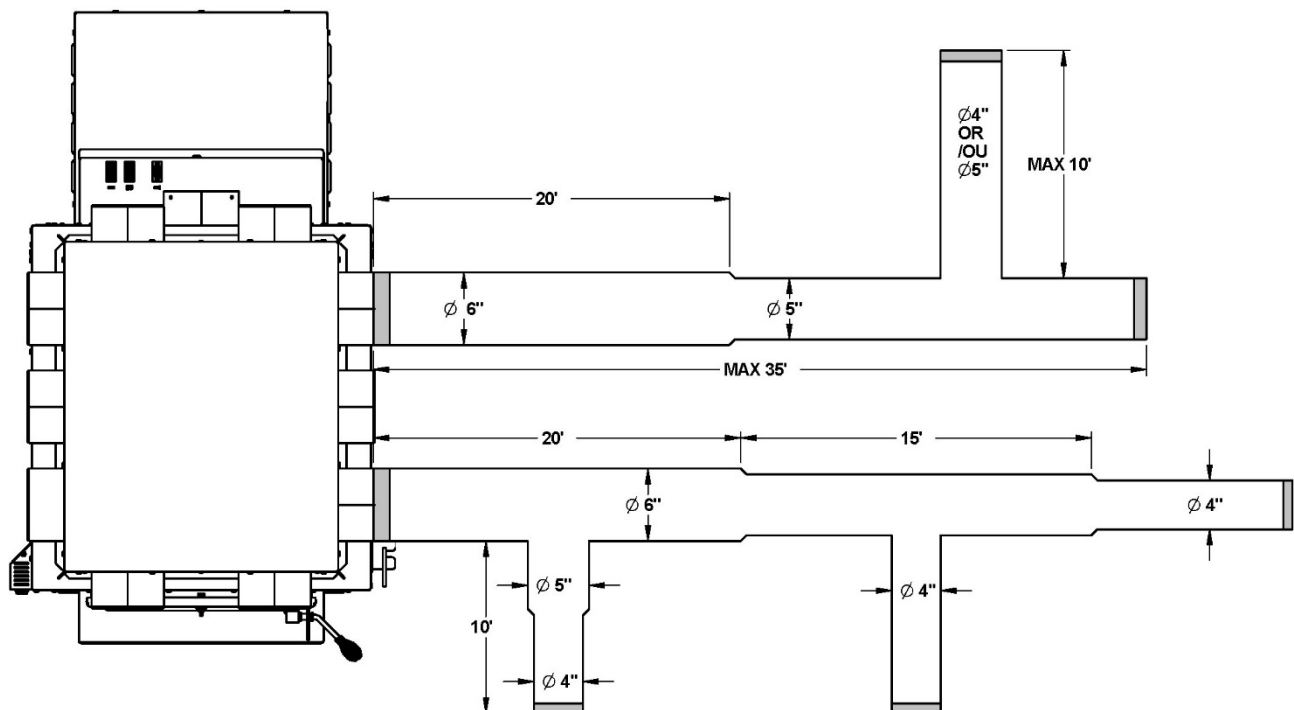 Ø4"
OR
/OU
Ø5"
MAX 10'
20'
Ø 6"
Ø 5"
MAX 35'
20'
15'
Ø 6"
Ø 4"
Ø 5"
Ø 4"
10'
Ø 4"